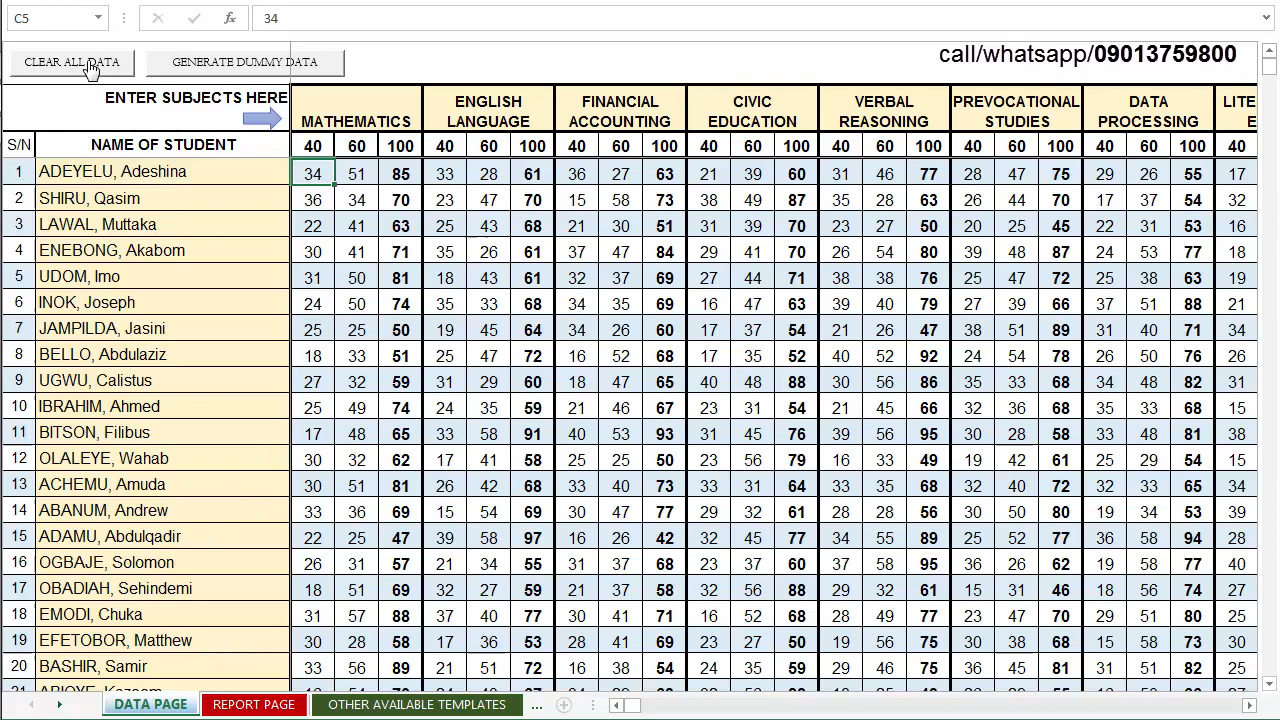 C5 34
CLEAR ALL DATA GENERATE DUMMY DATA call/whatsapp/09013759800
ENTER SUBJECTS HERE MATHEMATICS ENGLISH LANGUAGE FINANCIAL ACCOUNTING CIVIC EDUCATION VERBAL REASONING PREVOCATIONAL STUDIES DATA PROCESSING LITE E
S/N NAME OF STUDENT 40 60 100 40 60 100 40 60 100 40 60 100 40 60 100 40 60 100 40 60 100 40
1 ADEYELU, Adeshina 34 51 85 33 28 61 36 27 63 21 39 60 31 46 77 28 47 75 29 26 55 17
2 SHIRU, Qasim 36 34 70 23 47 70 15 58 73 38 49 87 35 28 63 26 44 70 17 37 54 32
3 LAWAL, Muttaka 22 41 63 25 43 68 21 30 51 31 39 70 23 27 50 20 25 45 22 31 53 16
4 ENEBONG, Akabom 30 41 71 35 26 61 37 47 84 29 41 70 26 54 80 39 48 87 24 53 77 18
5 UDOM, Imo 31 50 81 18 43 61 32 37 69 27 44 71 38 38 76 25 47 72 25 38 63 19
6 INOK, Joseph 24 50 74 35 33 68 34 35 69 16 47 63 39 40 79 27 39 66 37 51 88 21
7 JAMPILDA, Jasini 25 25 50 19 45 64 34 26 60 17 37 54 21 26 47 38 51 89 31 40 71 34
8 BELLO, Abdulaziz 18 33 51 25 47 72 16 52 68 17 35 52 40 52 92 24 54 78 26 50 76 26
9 UGWU, Calistus 27 32 59 31 29 60 18 47 65 40 48 88 30 56 86 35 33 68 34 48 82 31
10 IBRAHIM, Ahmed 25 49 74 24 35 59 21 46 67 23 31 54 21 45 66 32 36 68 35 33 68 15
11 BITSON, Filibus 17 48 65 33 58 91 40 53 93 31 45 76 39 56 95 30 28 58 33 48 81 38
12 OLALEYE, Wahab 30 32 62 17 41 58 25 25 50 23 56 79 16 33 49 19 42 61 25 29 54 15
13 ACHEMU, Amuda 30 51 81 26 42 68 33 40 73 33 31 64 33 35 68 32 40 72 32 33 65 34
14 ABANUM, Andrew 33 36 69 15 54 69 30 47 77 29 32 61 28 28 56 30 50 80 19 34 53 39
15 ADAMU, Abdulqadir 22 25 47 39 58 97 16 26 42 32 45 77 34 55 89 25 52 77 36 58 94 28
16 OGBAJE, Solomon 26 31 57 21 34 55 31 37 68 23 37 60 37 58 95 36 26 62 19 58 77 40
17 OBADIAH, Sehindemi 18 51 69 32 27 59 21 37 58 32 56 88 29 32 61 15 31 46 18 56 74 27
18 EMODI, Chuka 31 57 88 37 40 77 30 41 71 16 52 68 28 49 77 23 47 70 29 51 80 25
19 EFETOBOR, Matthew 30 28 58 17 36 53 28 41 69 23 27 50 19 56 75 30 38 68 15 58 73 30
20 BASHIR, Samir 33 56 89 21 51 72 16 38 54 24 35 59 29 46 75 36 45 81 31 51 82 25
DATA PAGE REPORT PAGE OTHER AVAILABLE TEMPLATES ...